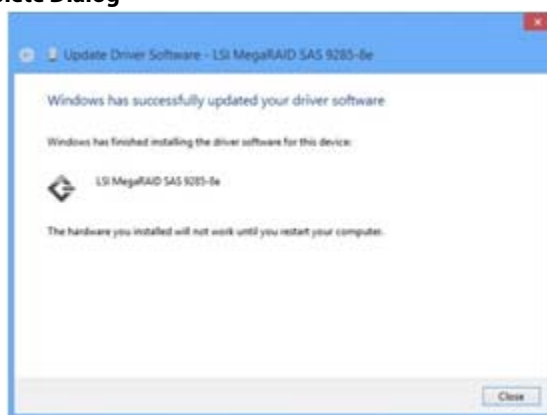 plete Dialog
Update Driver Software - LSI MegaRAID SAS 9285-8e
Windows has successfully updated your driver software
Windows has finished installing the driver software for this device:
LSI MegaRAID SAS 9285-8e
The hardware you installed will not work until you restart your computer.
Close